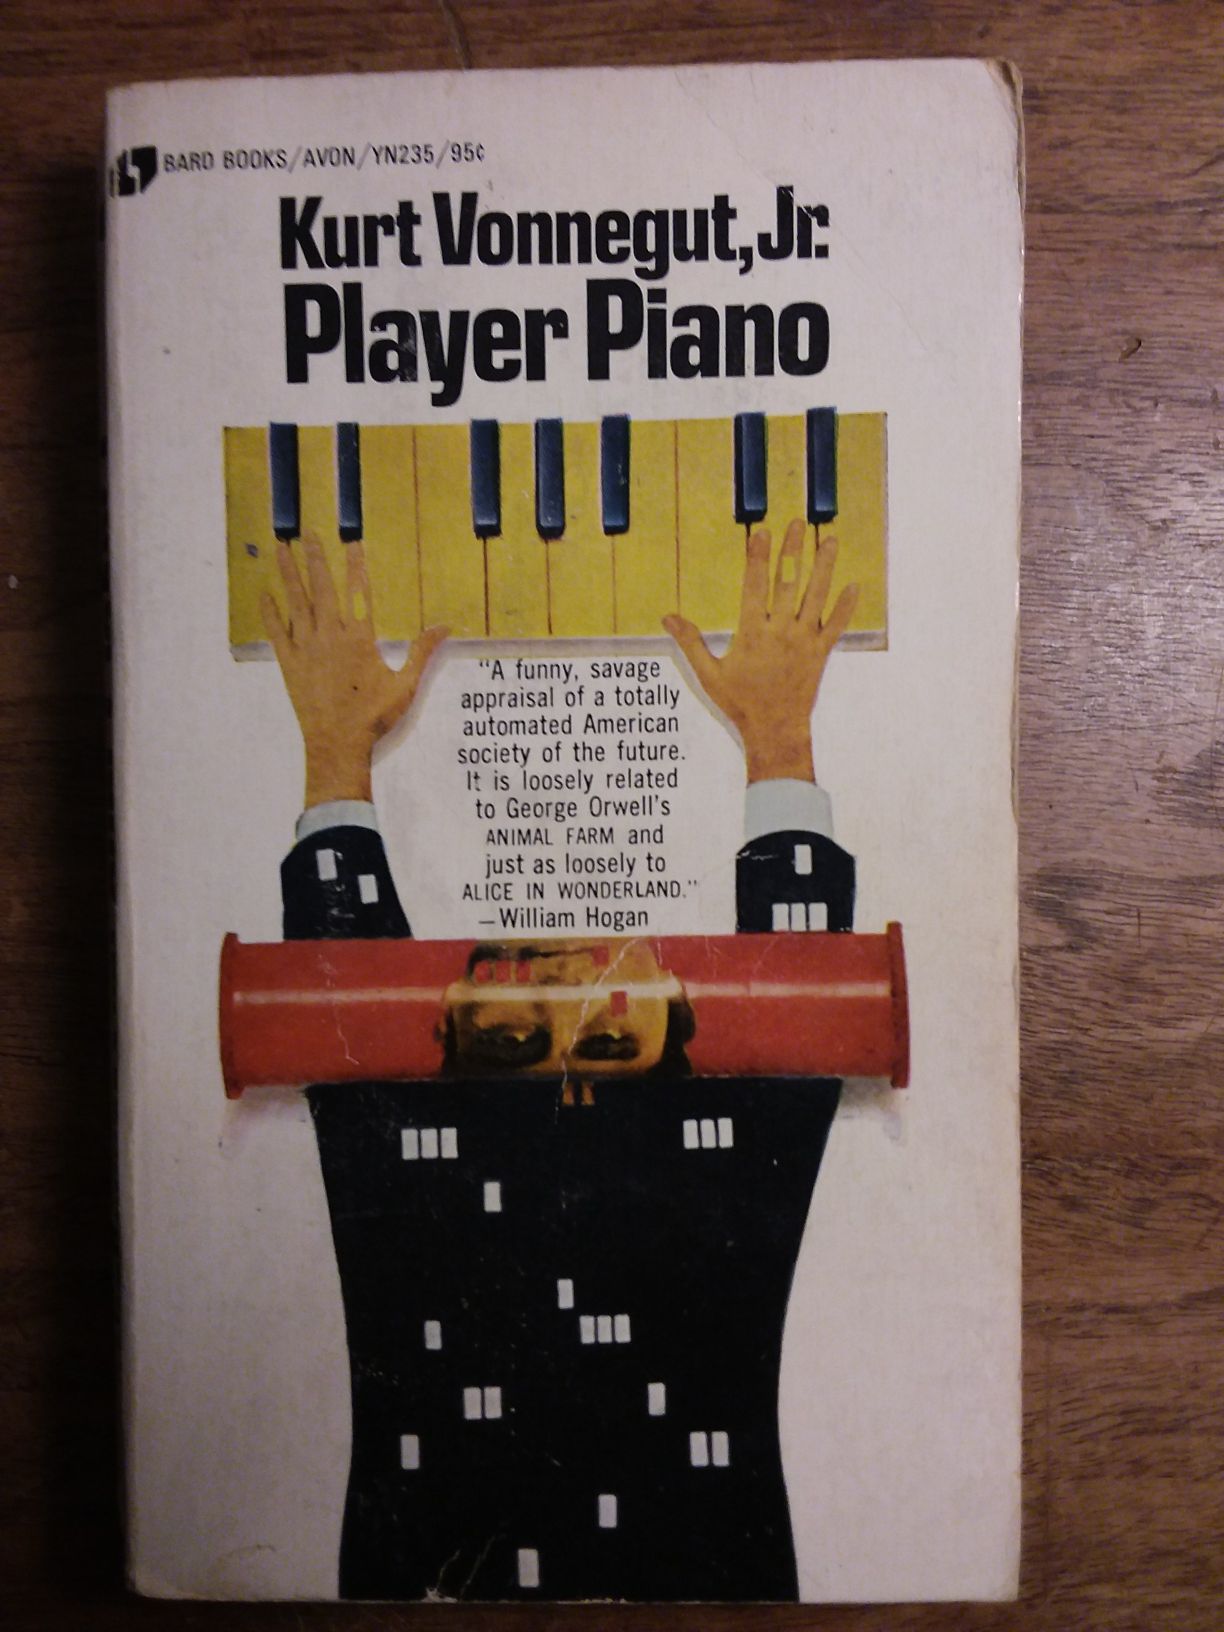 BARD BOOKS/AVON/YN235/95¢
Kurt Vonnegut, Jr.
Player Piano
“A funny, savage
appraisal of a totally
automated American
society of the future.
It is loosely related
to George Orwell's
ANIMAL FARM and
just as loosely to
ALICE IN WONDERLAND.”
—William Hogan